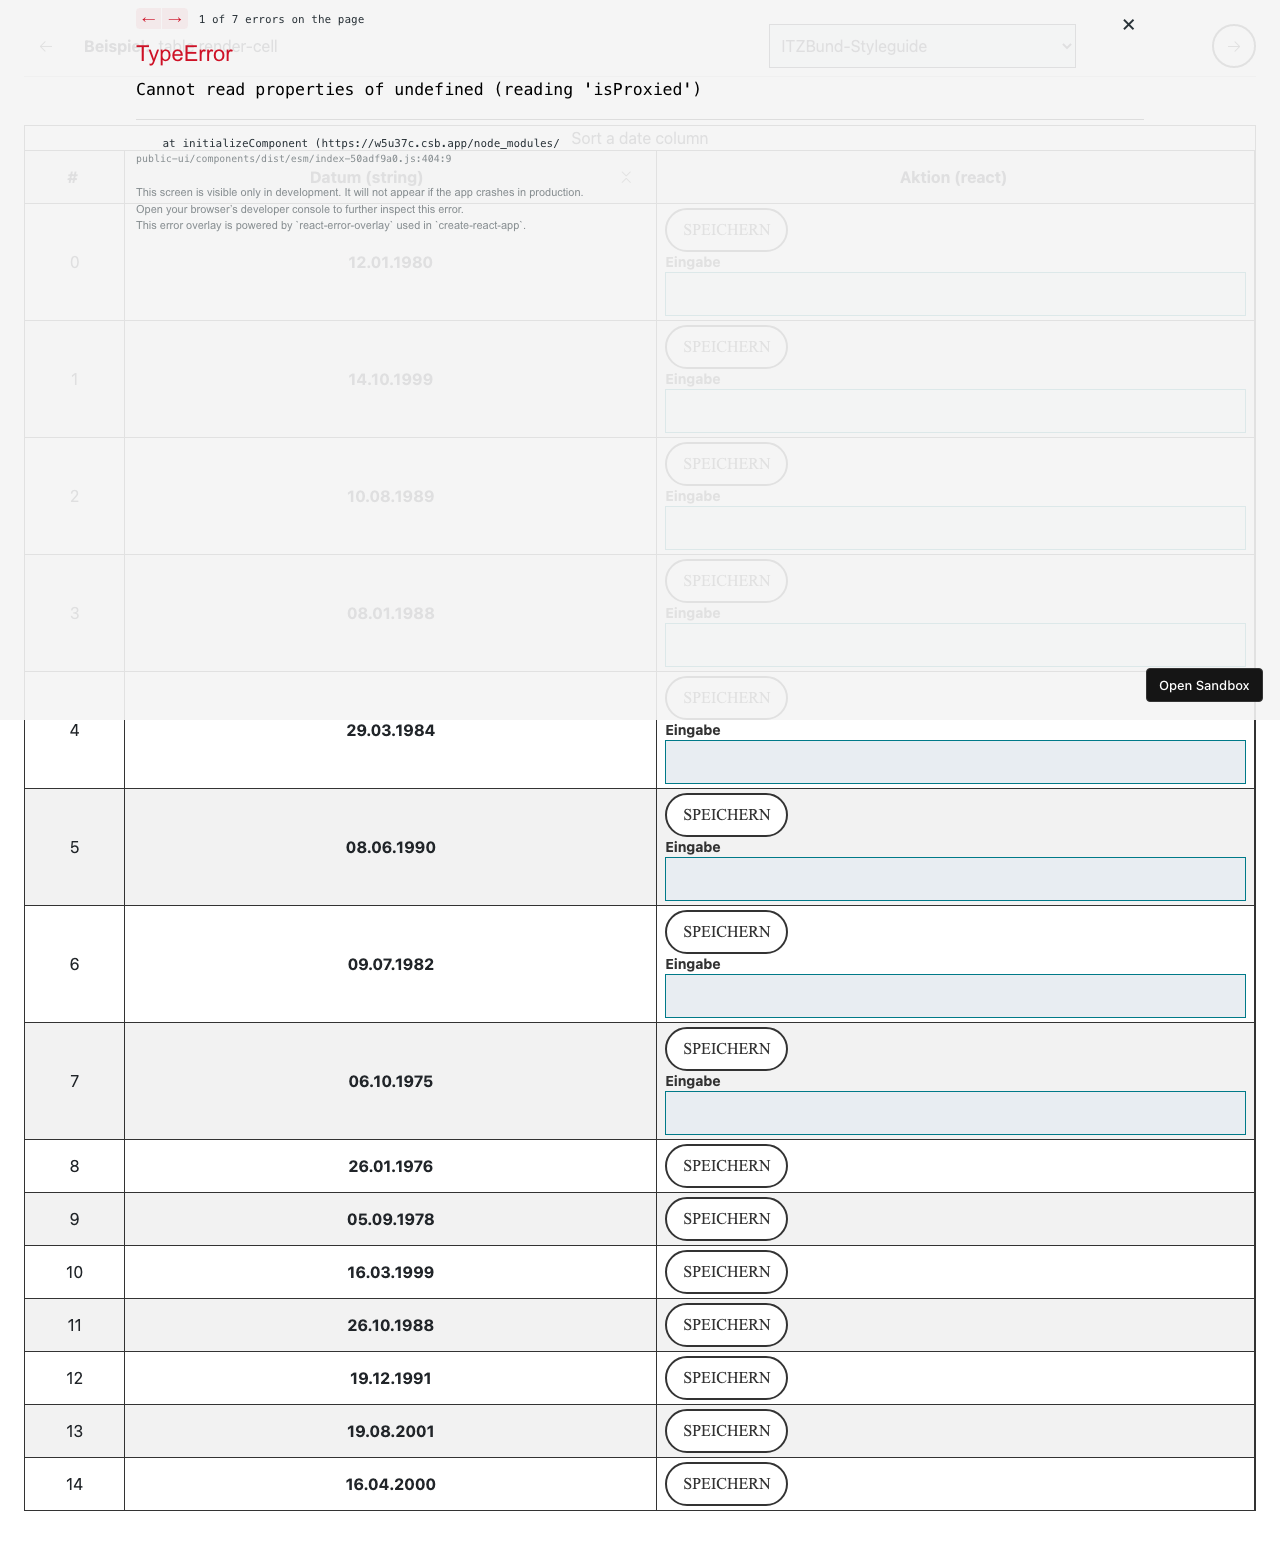 ← → 1 of 7 errors on the page
← Beispiel table render-cell ITZBund-Styleguide →
TypeError
Cannot read properties of undefined (reading 'isProxied')
Sort a date column
at initializeComponent (https://w5u37c.csb.app/node_modules/
public-ui/components/dist/esm/index-50adf9a0.js:404:9
# Datum (string) Aktion (react)
This screen is visible only in development. It will not appear if the app crashes in production.
Open your browser's developer console to further inspect this error.
This error overlay is powered by `react-error-overlay` used in `create-react-app`.
SPEICHERN
0 12.01.1980 Eingabe
SPEICHERN
1 14.10.1999 Eingabe
SPEICHERN
2 10.08.1989 Eingabe
SPEICHERN
3 08.01.1988 Eingabe
SPEICHERN
Open Sandbox
4 29.03.1984 Eingabe
SPEICHERN
5 08.06.1990 Eingabe
SPEICHERN
6 09.07.1982 Eingabe
SPEICHERN
7 06.10.1975 Eingabe
8 26.01.1976 SPEICHERN
9 05.09.1978 SPEICHERN
10 16.03.1999 SPEICHERN
11 26.10.1988 SPEICHERN
12 19.12.1991 SPEICHERN
13 19.08.2001 SPEICHERN
14 16.04.2000 SPEICHERN